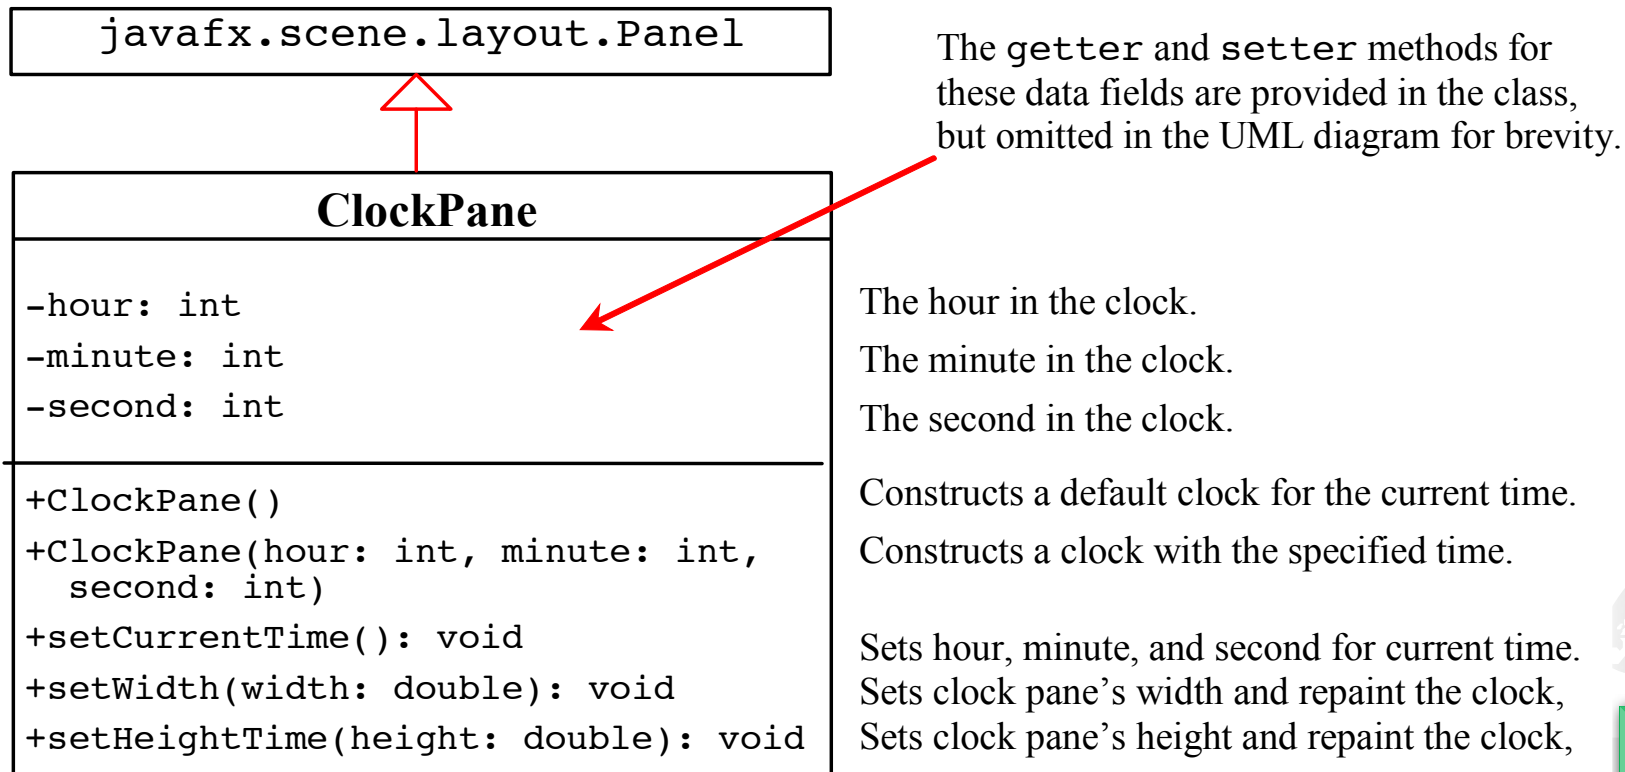 javafx.scene.layout.Panel
The getter and setter methods for
these data fields are provided in the class,
but omitted in the UML diagram for brevity.
ClockPane
-hour: int
The hour in the clock.
-minute: int
The minute in the clock.
-second: int
The second in the clock.
+ClockPane()
Constructs a default clock for the current time.
+ClockPane(hour: int, minute: int,
second: int)
Constructs a clock with the specified time.
+setCurrentTime(): void
Sets hour, minute, and second for current time.
+setWidth(width: double): void
Sets clock pane’s width and repaint the clock,
+setHeightTime(height: double): void
Sets clock pane’s height and repaint the clock,